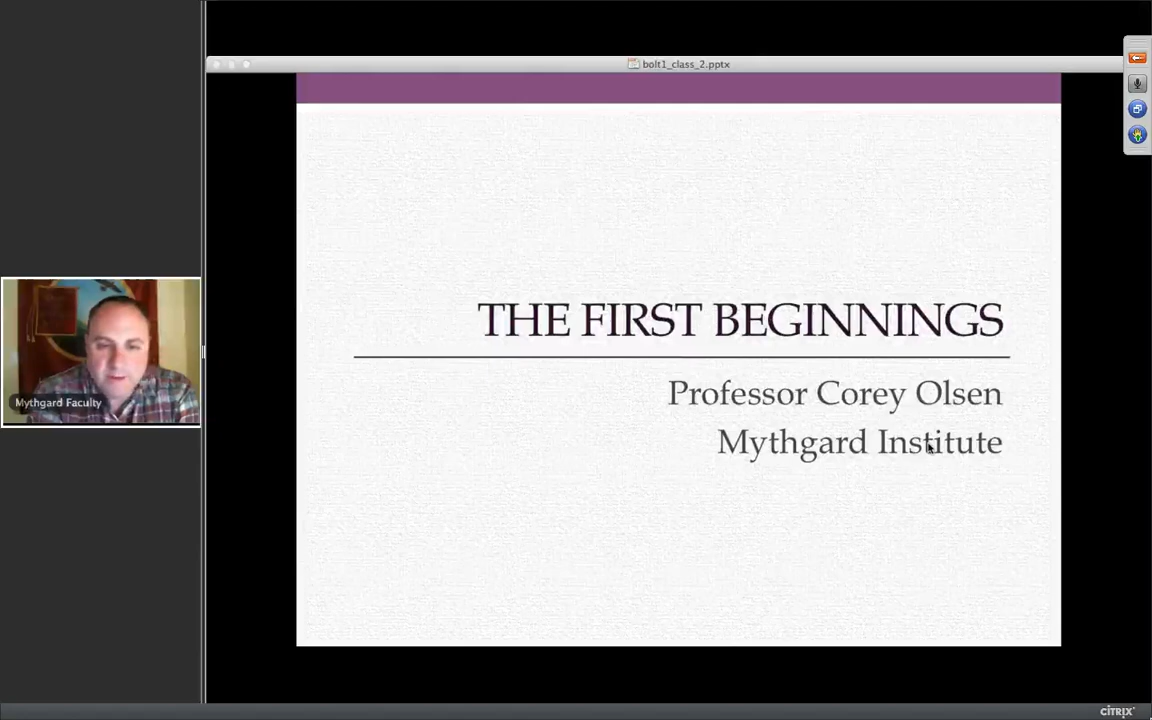 bolt1_class_2.pptx
THE FIRST BEGINNINGS
Professor Corey Olsen
Mythgard Institute
Mythgard Faculty
CITRIX